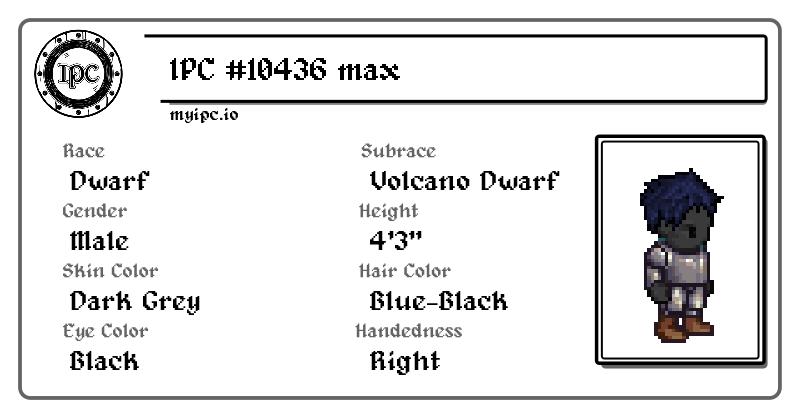 IPC
IPC #10436 max
myipc.io
Race
Subrace
Dwarf
Volcano Dwarf
Gender
Height
Male
4'3"
Skin Color
Hair Color
Dark Grey
Blue-Black
Eye Color
Handedness
Black
Right